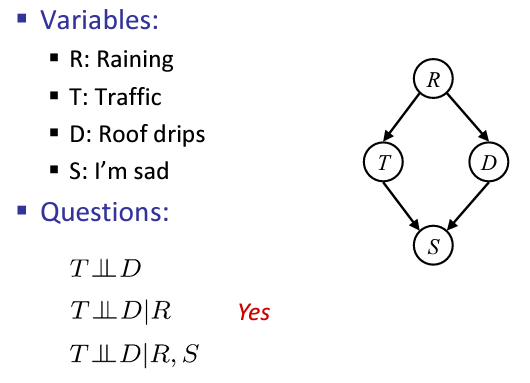 ▪ Variables:
▪ R: Raining
▪ T: Traffic
▪ D: Roof drips
▪ S: I'm sad
▪ Questions:
T ⫫ D
T ⫫ D|R Yes
T ⫫ D|R, S
R
T D
S